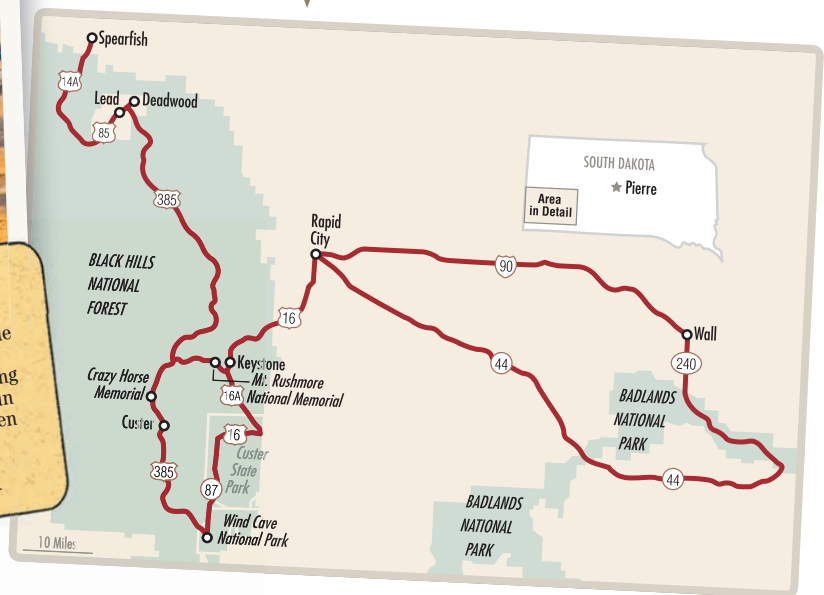 Spearfish
14A
Lead
Deadwood
85
385
SOUTH DAKOTA
Pierre
Area
in Detail
Rapid
City
BLACK HILLS
NATIONAL
FOREST
90
16
Wall
Keystone
44
240
Mt. Rushmore
National Memorial
Crazy Horse
Memorial
16A
BADLANDS
NATIONAL
PARK
Custer
16
Custer
State
Park
385
87
44
Wind Cave
National Park
BADLANDS
NATIONAL
PARK
10 Miles
ng
en